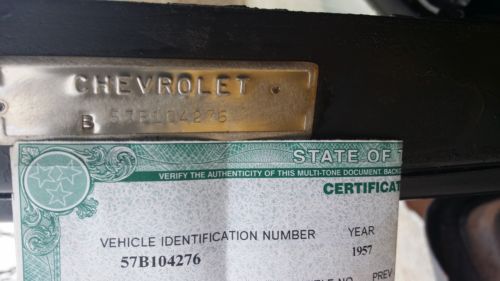 CHEVROLET
B 57B104276
STATE OF
VERIFY THE AUTHENTICITY OF THIS MULTI-TONE DOCUMENT.
CERTIFICAT
VEHICLE IDENTIFICATION NUMBER YEAR
57B104276 1957
PREV